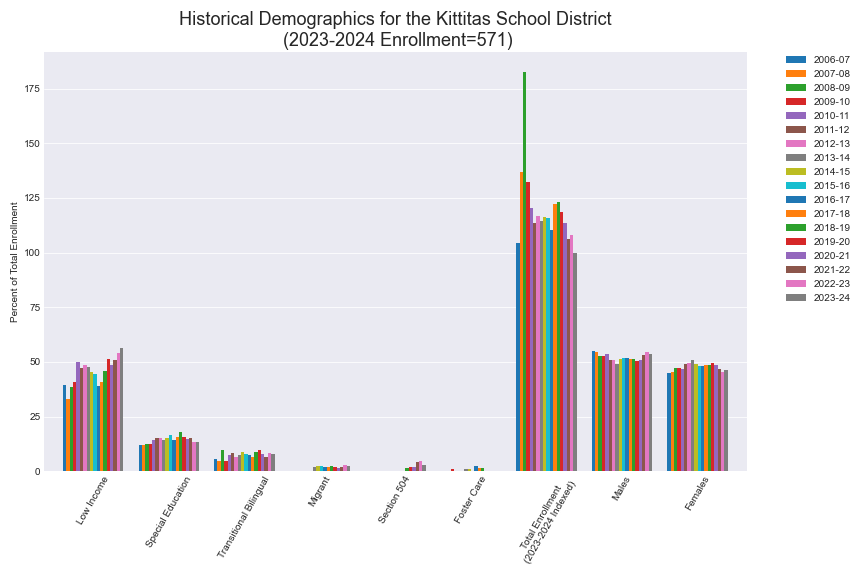 Historical Demographics for the Kittitas School District
(2023-2024 Enrollment=571)
Percent of Total Enrollment
175
150
125
100
75
50
25
0
Low Income
Special Education
Transitional Bilingual
Migrant
Section 504
Foster Care
Total Enrollment
(2023-2024 Indexed)
Males
Females
2006-07
2007-08
2008-09
2009-10
2010-11
2011-12
2012-13
2013-14
2014-15
2015-16
2016-17
2017-18
2018-19
2019-20
2020-21
2021-22
2022-23
2023-24